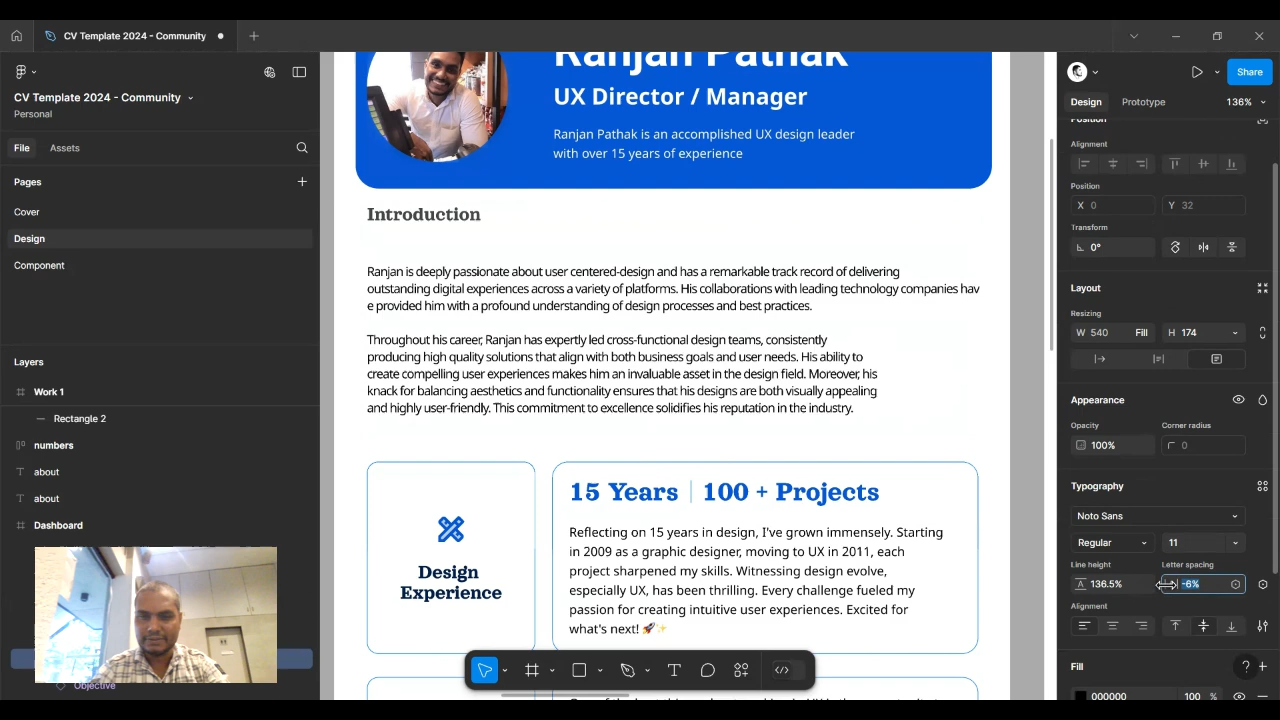 CV Template 2024 - Community
CV Template 2024 - Community
Personal
File
Assets
Pages
Cover
Design
Component
Layers
Work 1
Rectangle 2
numbers
about
about
Dashboard
Objective
Ranjan Pathak
UX Director / Manager
Ranjan Pathak is an accomplished UX design leader
with over 15 years of experience
Introduction
Ranjan is deeply passionate about user centered-design and has a remarkable track record of delivering
outstanding digital experiences across a variety of platforms. His collaborations with leading technology companies hav
e provided him with a profound understanding of design processes and best practices.
Throughout his career, Ranjan has expertly led cross-functional design teams, consistently
producing high quality solutions that align with both business goals and user needs. His ability to
create compelling user experiences makes him an invaluable asset in the design field. Moreover, his
knack for balancing aesthetics and functionality ensures that his designs are both visually appealing
and highly user-friendly. This commitment to excellence solidifies his reputation in the industry.
Design
Experience
15 Years | 100 + Projects
Reflecting on 15 years in design, I've grown immensely. Starting
in 2009 as a graphic designer, moving to UX in 2011, each
project sharpened my skills. Witnessing design evolve,
especially UX, has been thrilling. Every challenge fueled my
passion for creating intuitive user experiences. Excited for
what's next! 🚀✨
Share
Design
Prototype
136%
Position
Alignment
Position
X 0
Y 32
Transform
0°
Layout
Resizing
W 540 Fill
H 174
Appearance
Opacity
Corner radius
100%
0
Typography
Noto Sans
Regular
11
Line height
Letter spacing
136.5%
-6%
Alignment
Fill
?
000000
100 %